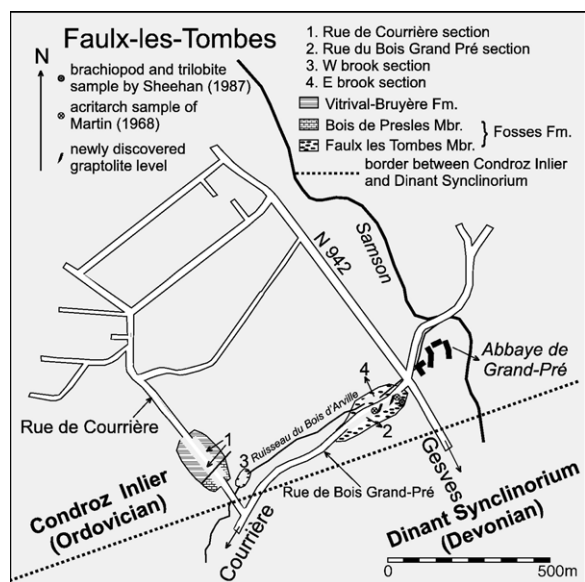 Faulx-les-Tombes
N
brachiopod and trilobite
sample by Sheehan (1987)
acritarch sample of
Martin (1968)
newly discovered
graptolite level
1. Rue de Courrière section
2. Rue du Bois Grand Pré section
3. W brook section
4. E brook section
Vitrival-Bruyère Fm.
Bois de Presles Mbr.
Faulx les Tombes Mbr.
} Fosses Fm.
border between Condroz Inlier
and Dinant Synclinorium
N 942
Samson
Abbaye de
Grand-Pré
4
Rue de Courrière
1
Ruisseau du Bois d'Arville
3
2
Rue de Bois Grand-Pré
Gesves
Condroz Inlier
(Ordovician)
Courrière
Dinant Synclinorium
(Devonian)
0
500m